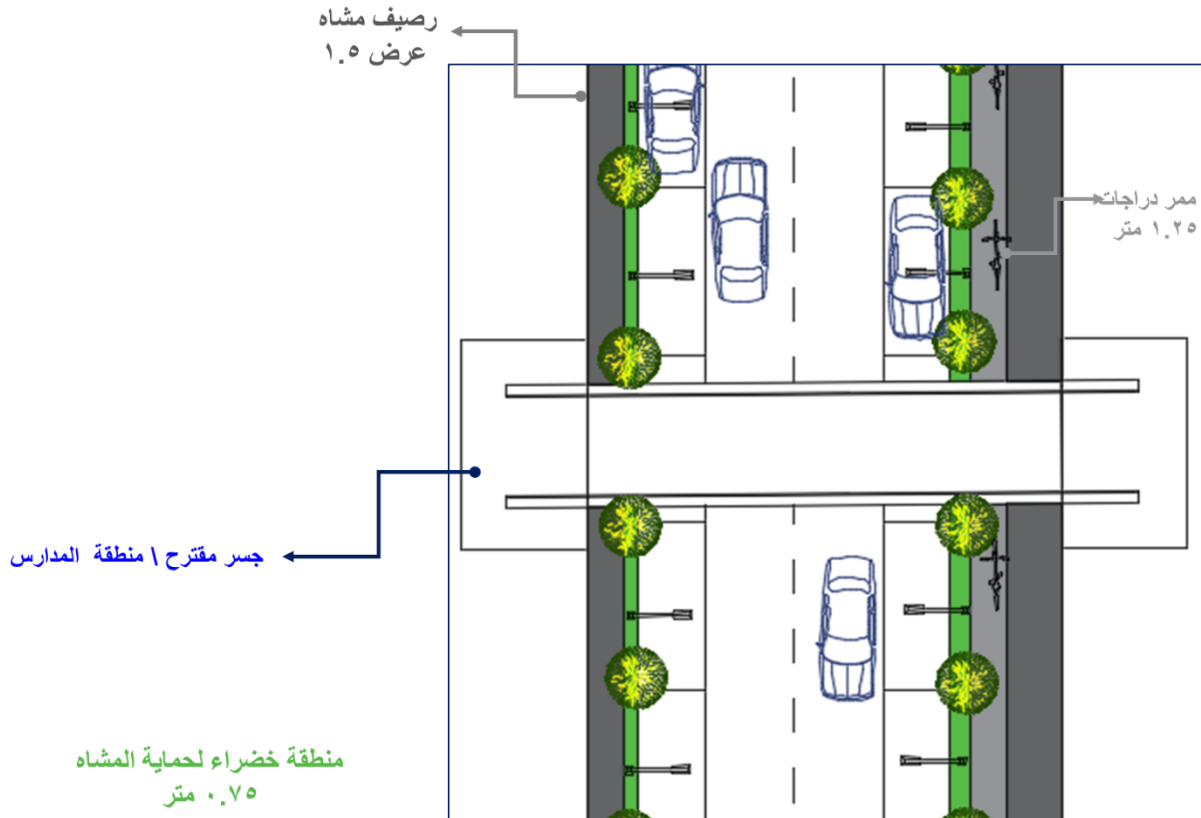 رصيف مشاه
عرض ١.٥
ممر دراجات
١.٢٥ متر
جسر مقترح \ منطقة المدارس
منطقة خضراء لحماية المشاه
٠.٧٥ متر